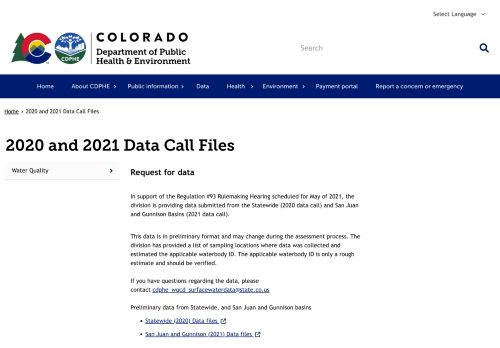 Select Language
COLORADO
Department of Public
Health & Environment
CDPHE
Search
Home
About CDPHE
Public information
Data
Health
Environment
Payment portal
Report a concern or emergency
Home › 2020 and 2021 Data Call Files
2020 and 2021 Data Call Files
Water Quality
Request for data
In support of the Regulation #93 Rulemaking Hearing scheduled for May of 2021, the
division is providing data submitted from the Statewide (2020 data call) and San Juan
and Gunnison Basins (2021 data call).
This data is in preliminary format and may change during the assessment process. The
division has provided a list of sampling locations where data was collected and
estimated the applicable waterbody ID. The applicable waterbody ID is only a rough
estimate and should be verified.
If you have questions regarding the data, please
contact cdphe_wqcd_surfacewaterdata@state.co.us
Preliminary data from Statewide, and San Juan and Gunnison basins
• Statewide (2020) Data files
• San Juan and Gunnison (2021) Data files